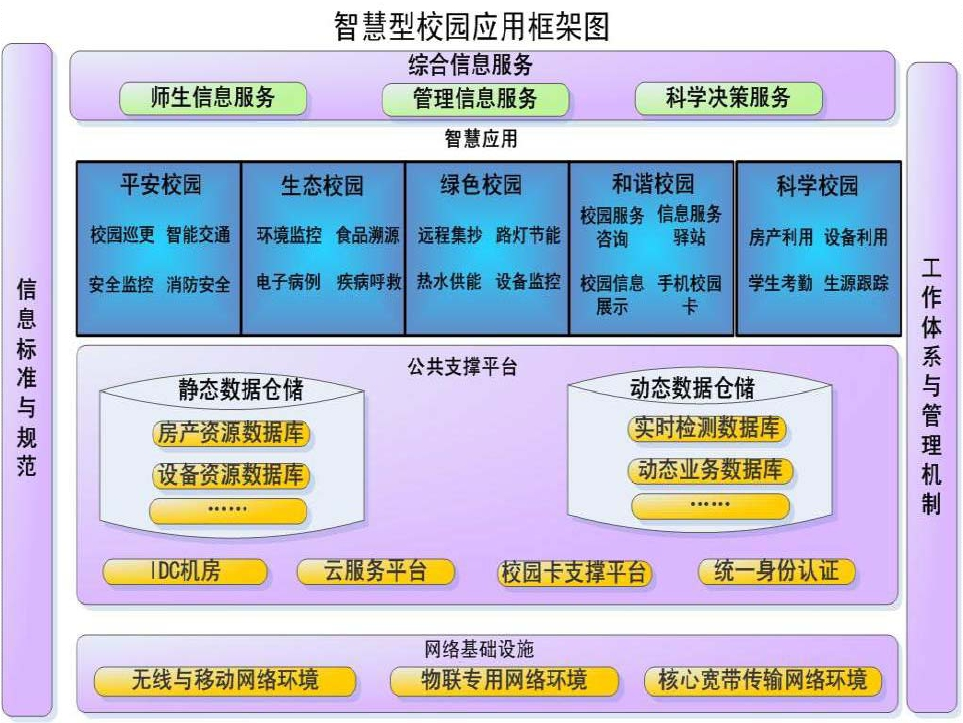 智慧型校园应用框架图
综合信息服务
师生信息服务 管理信息服务 科学决策服务
智慧应用
平安校园 生态校园 绿色校园 和谐校园 科学校园
校园巡更 智能交通
安全监控 消防安全
环境监控 食品溯源
电子病例 疾病呼救
远程集抄 路灯节能
热水供能 设备监控
校园服务咨询 信息服务驿站
校园信息展示 手机校园卡
房产利用 设备利用
学生考勤 生源跟踪
信息标准与规范
工作体系与管理机制
公共支撑平台
静态数据仓储
房产资源数据库
设备资源数据库
······
动态数据仓储
实时检测数据库
动态业务数据库
······
IDC机房 云服务平台 校园卡支撑平台 统一身份认证
网络基础设施
无线与移动网络环境 物联专用网络环境 核心宽带传输网络环境